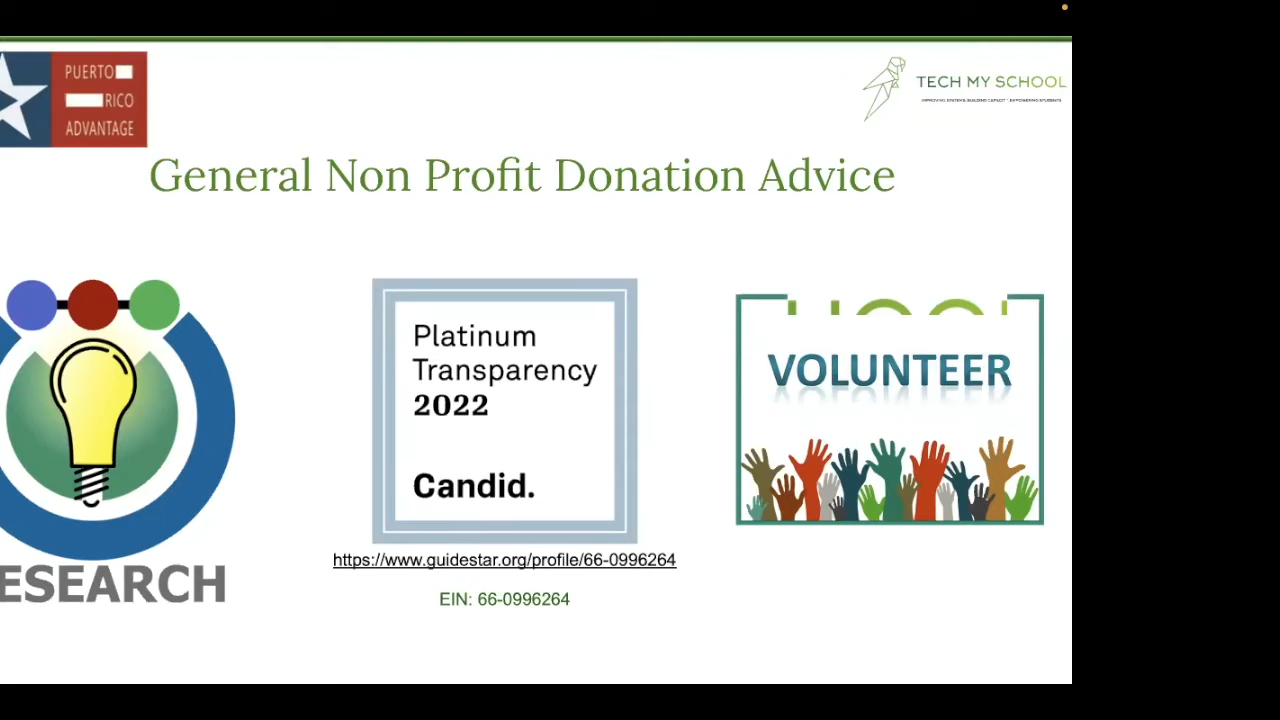 PUERTO
RICO
ADVANTAGE
TECH MY SCHOOL
General Non Profit Donation Advice
Platinum
Transparency
2022
Candid.
VOLUNTEER
https://www.guidestar.org/profile/66-0996264
ESEARCH
EIN: 66-0996264